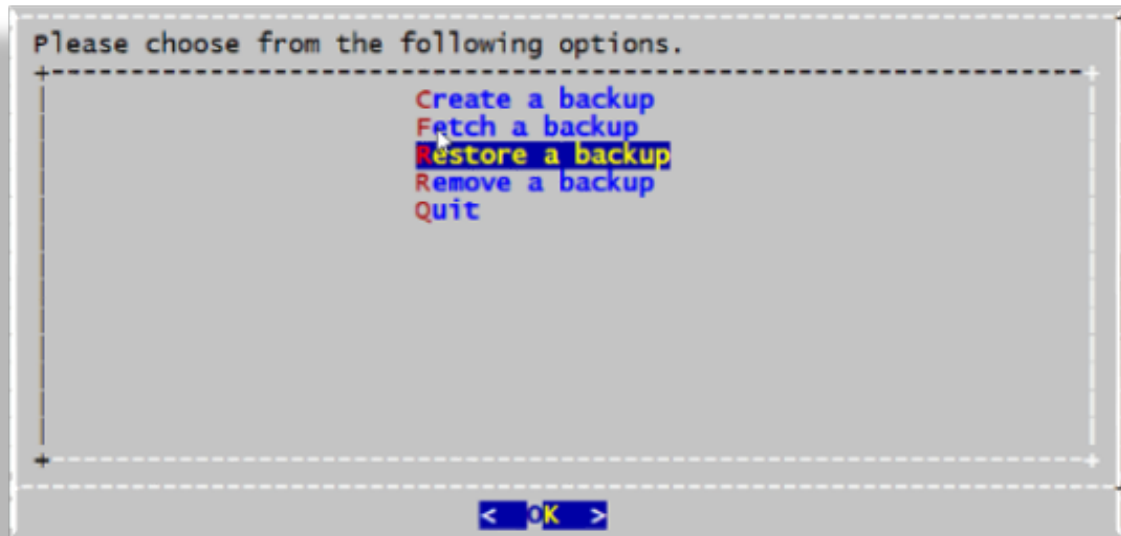 Please choose from the following options.
Create a backup
Fetch a backup
Restore a backup
Remove a backup
Quit
< OK >